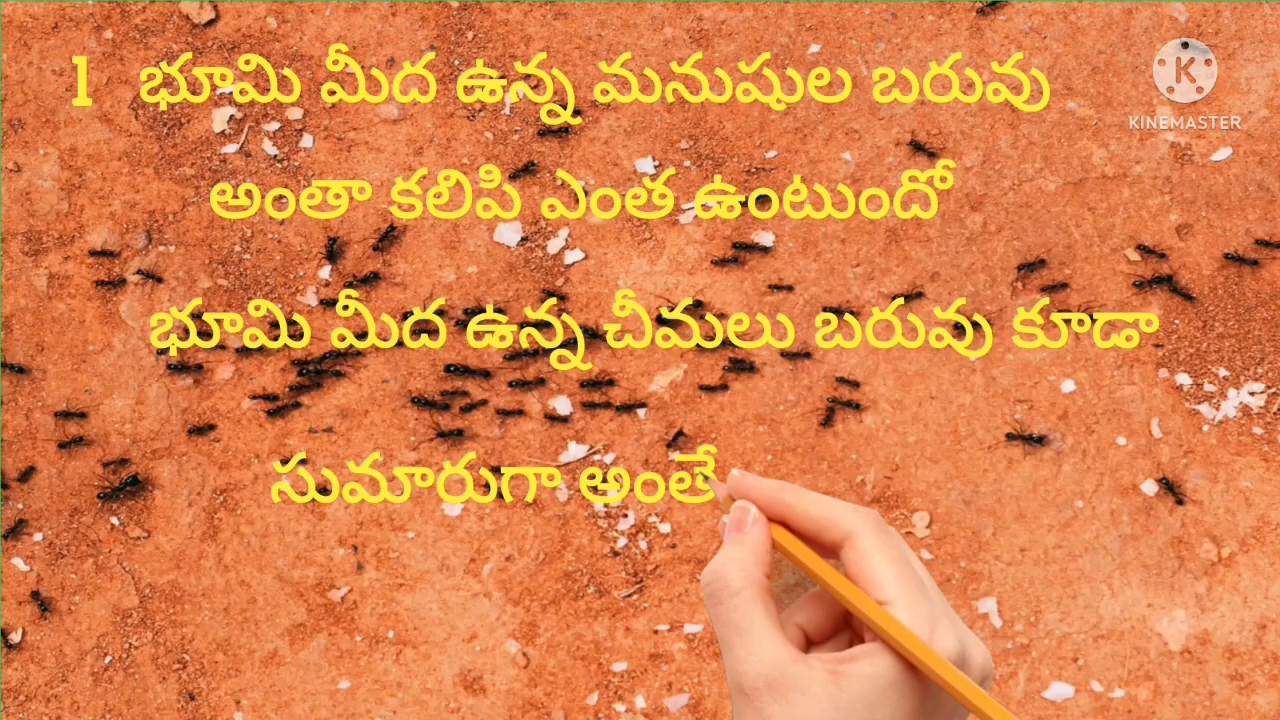 1 భూమి మీద ఉన్న మనుషుల బరువు
అంతా కలిపి ఎంత ఉంటుందో
భూమి మీద ఉన్న చీమలు బరువు కూడా
సుమారుగా అంతే
K
KINEMASTER